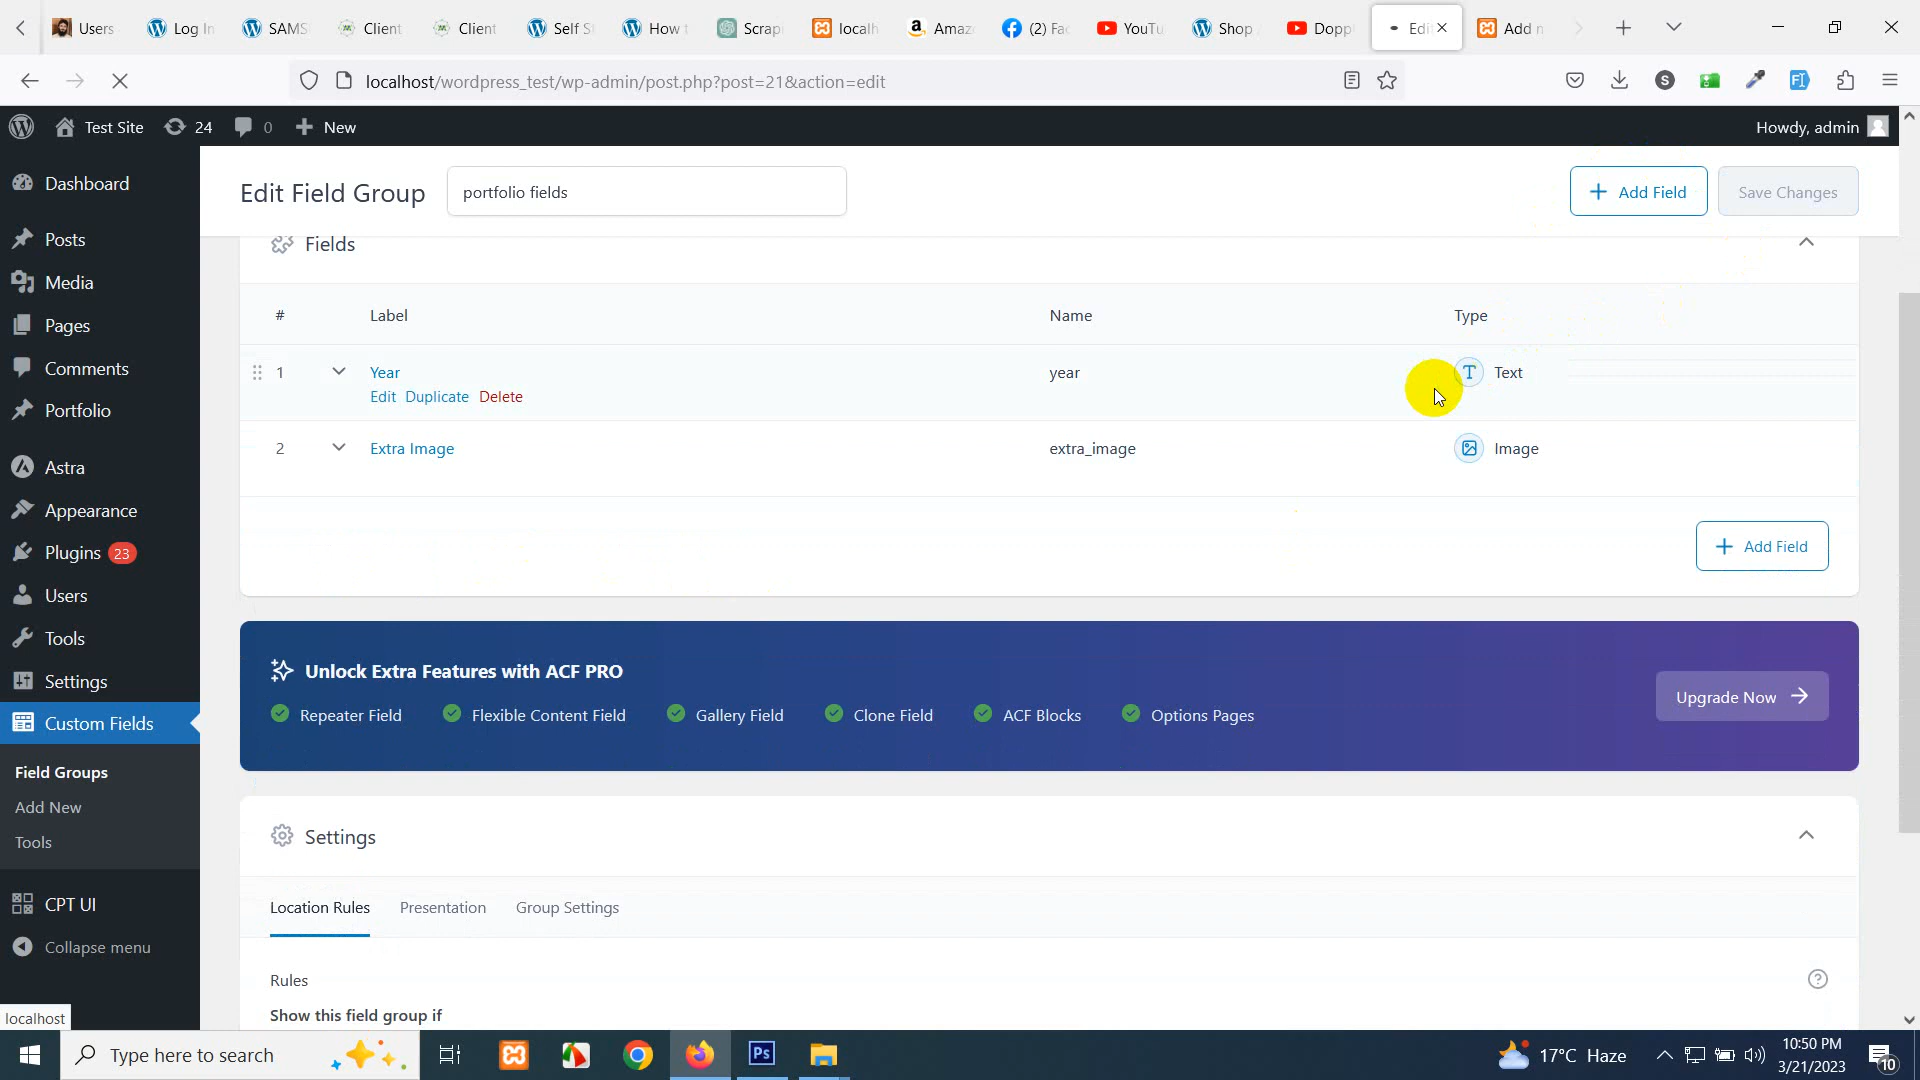 Users
Log In
SAMS
Client
Client
Self S
How t
Scrap
localh
Amaz
(2) Fac
YouTu
Shop
Dopp
Edi
Add n
localhost/wordpress_test/wp-admin/post.php?post=21&action=edit
Test Site 24 0 New
Howdy, admin
Dashboard
Posts
Media
Pages
Comments
Portfolio
Astra
Appearance
Plugins 23
Users
Tools
Settings
Custom Fields
Field Groups
Add New
Tools
CPT UI
Collapse menu
Edit Field Group portfolio fields
Add Field
Save Changes
Fields
# Label Name Type
1 Year year Text
Edit Duplicate Delete
2 Extra Image extra_image Image
Add Field
Unlock Extra Features with ACF PRO
Repeater Field Flexible Content Field Gallery Field Clone Field ACF Blocks Options Pages
Upgrade Now
Settings
Location Rules Presentation Group Settings
Rules
Show this field group if
localhost
Type here to search
Ps
17°C Haze
10:50 PM
3/21/2023
10